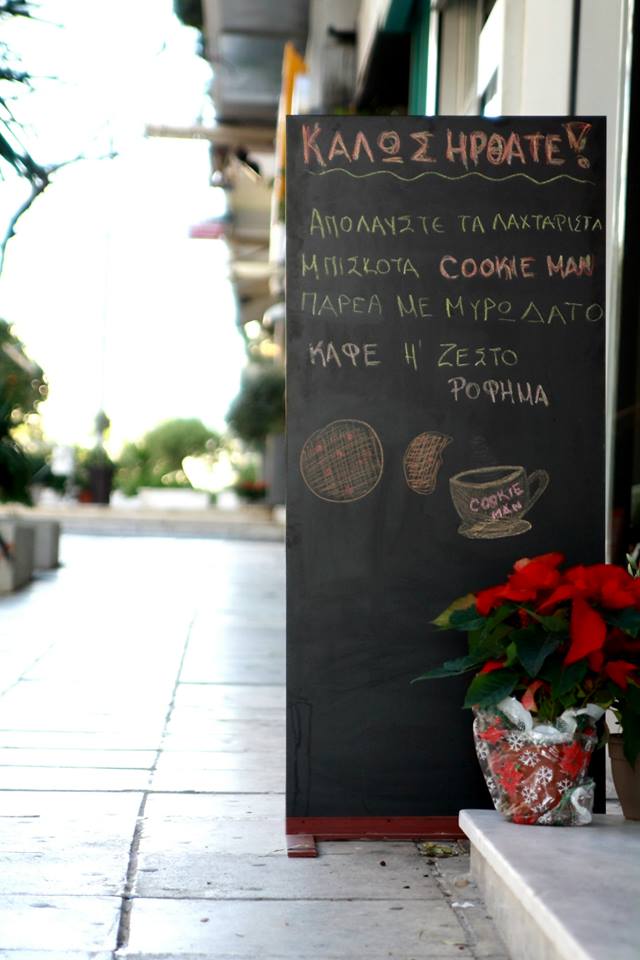 ΚΑΛΩΣ ΗΡΘΑΤΕ!
ΑΠΟΛΑΥΣΤΕ ΤΑ ΛΑΧΤΑΡΙΣΤΑ
ΜΠΙΣΚΟΤΑ COOKIE MAN
ΠΑΡΕΑ ΜΕ ΜΥΡΩΔΑΤΟ
ΚΑΦΕ Η' ΖΕΣΤΟ
ΡΟΦΗΜΑ
COOKIE
MAN